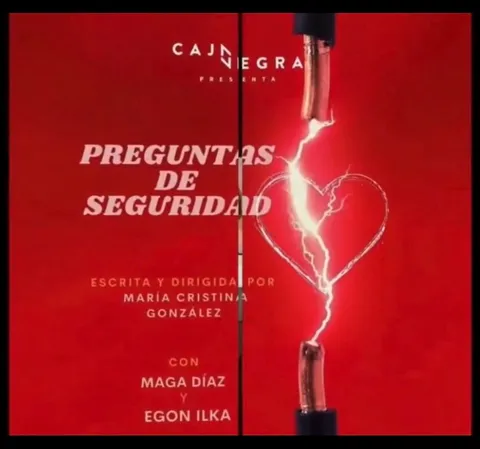 CAJA NEGRA
PRESENTA
PREGUNTAS
DE
SEGURIDAD
ESCRITA Y DIRIGIDA POR
MARÍA CRISTINA
GONZÁLEZ
CON
MAGA DÍAZ
Y
EGON ILKA